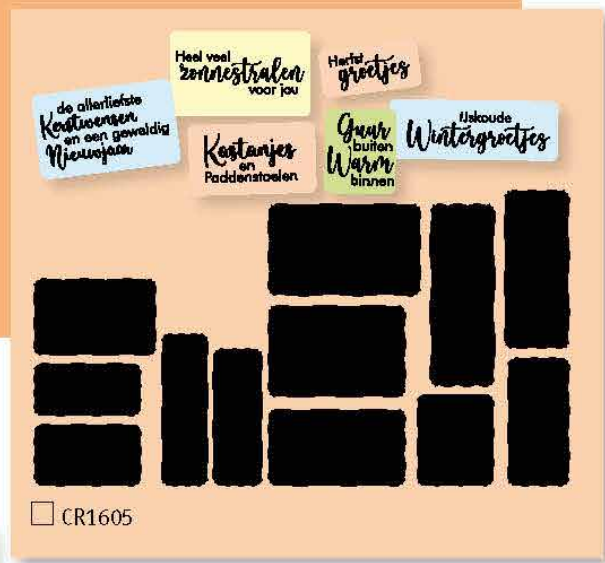 de allerliefste
Kerstwensen
en een geweldig
Nieuwjaar
Heel veel
zonnestralen
voor jou
Herfst
groetjes
Kastanjes
en
Paddenstoelen
Guur
buiten
Warm
binnen
IJskoude
Wintergroetjes
CR1605